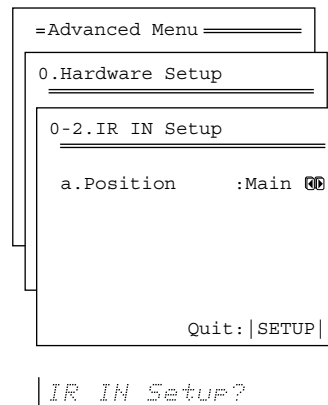 =Advanced Menu
0.Hardware Setup
0-2.IR IN Setup
a.Position :Main
Quit:|SETUP|
IR IN Setup?